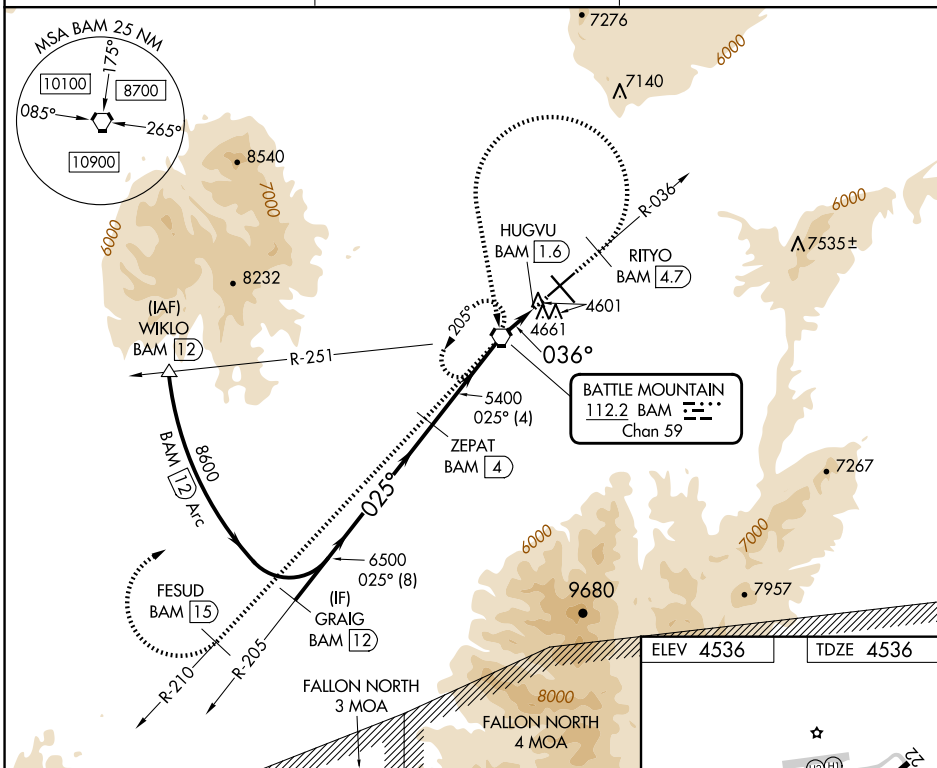 MSA BAM 25 NM
175°
10100
8700
085°
265°
10900
7276
6000
7140
8540
7000
6000
8232
R-036
HUGVU
BAM 1.6
RITYO
BAM 4.7
6000
7535±
(IAF)
WIKLO
BAM 12
R-251
205°
4601
4661
036°
BATTLE MOUNTAIN
112.2 BAM
Chan 59
5400
025° (4)
ZEPAT
BAM 4
8600
BAM 12 Arc
025°
7267
6000
7000
6500
025° (8)
FESUD
BAM 15
(IF)
GRAIG
BAM 12
9680
7957
R-210
R-205
ELEV 4536
TDZE 4536
FALLON NORTH
3 MOA
8000
FALLON NORTH
4 MOA
22